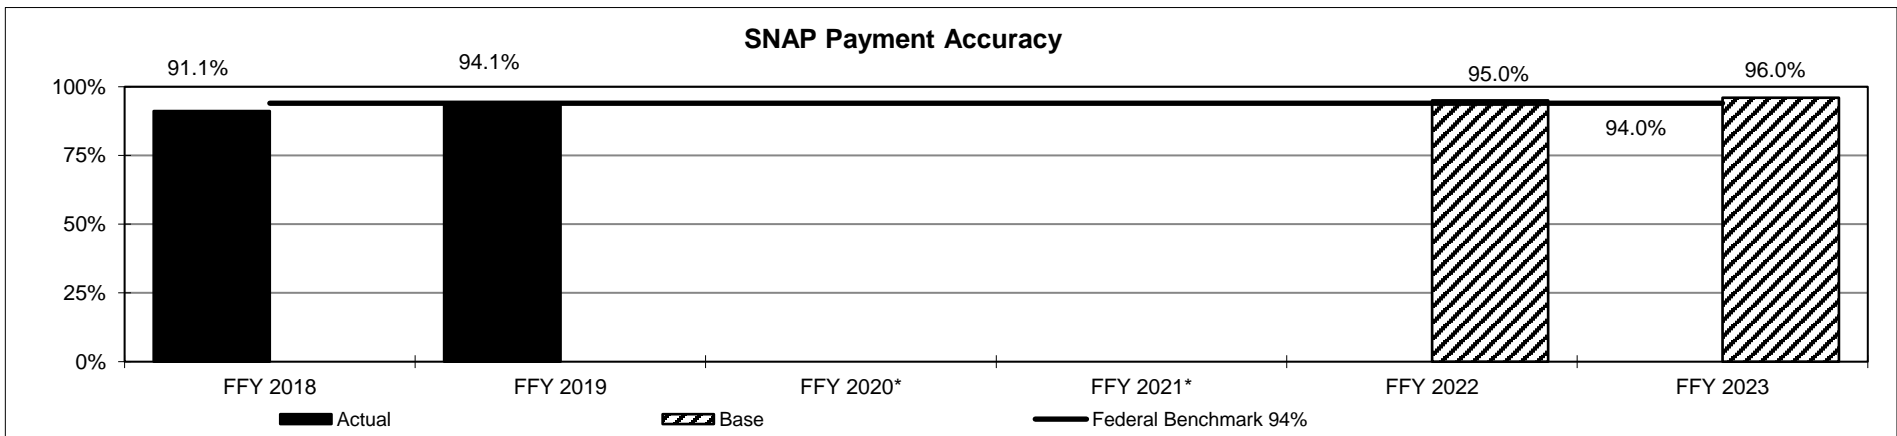 SNAP Payment Accuracy
91.1%
94.1%
95.0%
96.0%
94.0%
100%
75%
50%
25%
0%
FFY 2018
FFY 2019
FFY 2020*
FFY 2021*
FFY 2022
FFY 2023
Actual
Base
Federal Benchmark 94%